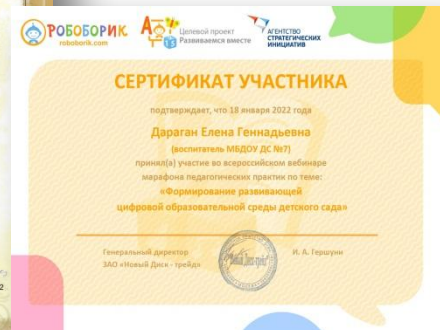 РОБОБОРИК
roboborik.com
Целевой проект
Развиваемся вместе
АГЕНТСТВО
СТРАТЕГИЧЕСКИХ
ИНИЦИАТИВ
СЕРТИФИКАТ УЧАСТНИКА
подтверждает, что 18 января 2022 года
Дараган Елена Геннадьевна
(воспитатель МБДОУ ДС №7)
принял(а) участие во всероссийском вебинаре
марафона педагогических практик по теме:
«Формирование развивающей
цифровой образовательной среды детского сада»
Генеральный директор
ЗАО «Новый Диск - трейд»
И. А. Гершуни
2